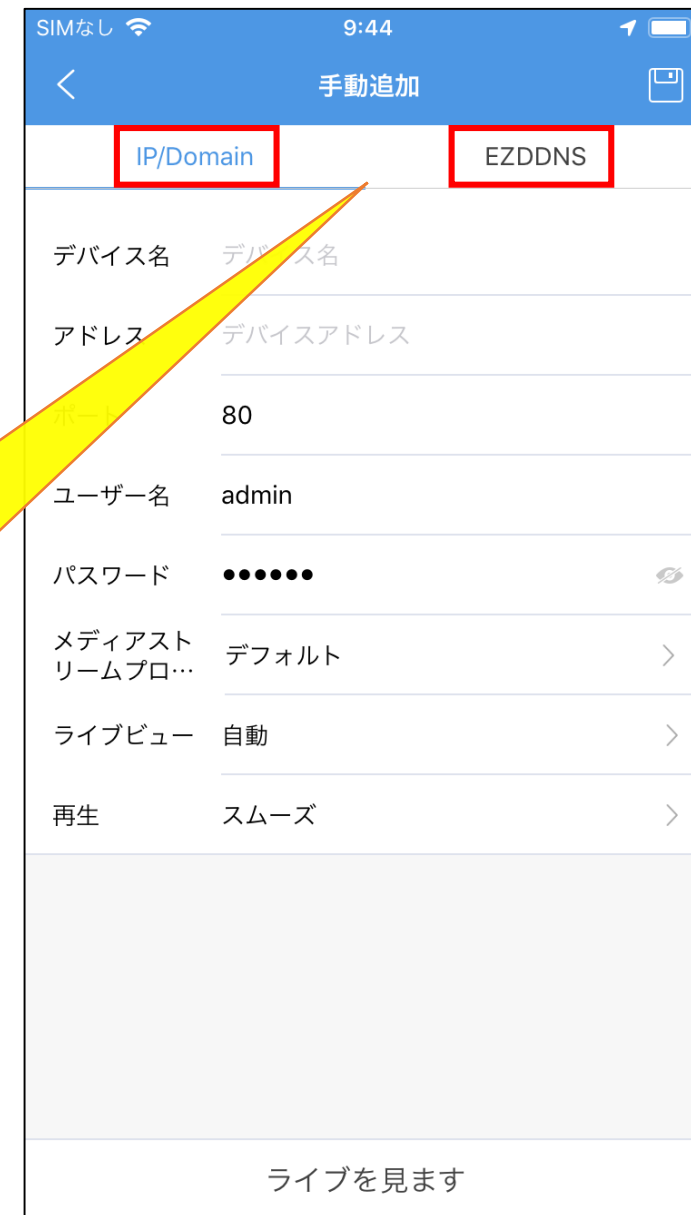 SIMなし 9:44
手動追加
IP/Domain EZDDNS
デバイス名 デバイス名
アドレス デバイスアドレス
ポート 80
ユーザー名 admin
パスワード ●●●●●●
メディアスト
リームプロ… デフォルト
ライブビュー 自動
再生 スムーズ
ライブを見ます